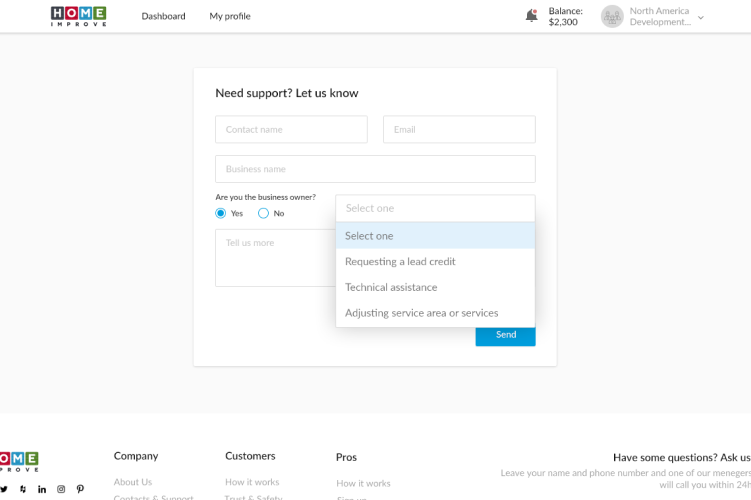 HOME
IMPROVE
Dashboard
My profile
Balance:
$2,300
North America
Development...
Need support? Let us know
Contact name
Email
Business name
Are you the business owner?
Yes
No
Select one
Tell us more
Select one
Requesting a lead credit
Technical assistance
Adjusting service area or services
Send
OME
PROVE
Company
Customers
Pros
Have some questions? Ask us
About Us
How it works
How it works
Leave your name and phone number and one of our menegers
will call you within 24h
Contacts & Support
Trust & Safety
Sign up